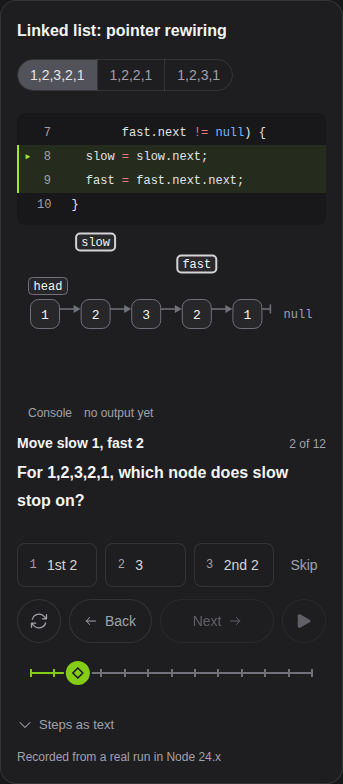 Linked list: pointer rewiring
1,2,3,2,1 1,2,2,1 1,2,3,1
7 fast.next != null) {
▸ 8 slow = slow.next;
9 fast = fast.next.next;
10 }
slow
fast
head
1 2 3 2 1 null
Console no output yet
Move slow 1, fast 2 2 of 12
For 1,2,3,2,1, which node does slow
stop on?
1 1st 2 2 3 3 2nd 2 Skip
← Back Next →
Steps as text
Recorded from a real run in Node 24.x